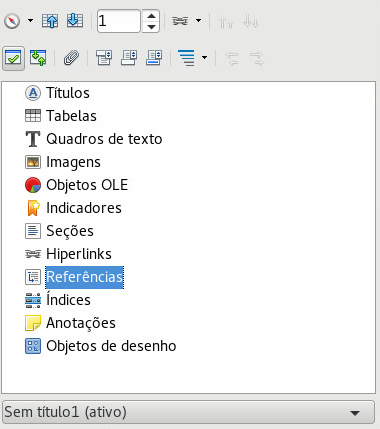 1
Títulos
Tabelas
Quadros de texto
Imagens
Objetos OLE
Indicadores
Seções
Hiperlinks
Referências
Índices
Anotações
Objetos de desenho
Sem título1 (ativo)